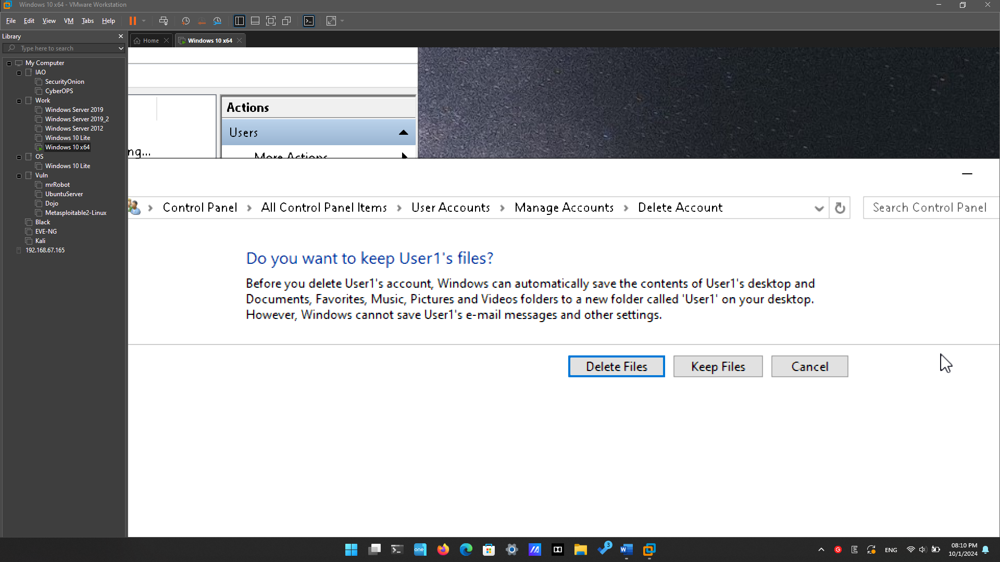 Windows 10 x64 - VMware Workstation
File Edit View VM Tabs Help
Library
Home
Windows 10 x64
Type here to search
My Computer
IAO
SecurityOnion
CyberOPS
Work
Windows Server 2019
Windows Server 2019_2
Windows Server 2012
Windows 10 Lite
Windows 10 x64
OS
Windows 10 Lite
Vuln
mrRobot
UbuntuServer
Dojo
Metasploitable2-Linux
Black
EVE-NG
Kali
192.168.67.165
Actions
Users
ng...
More Actions
Control Panel > All Control Panel Items > User Accounts > Manage Accounts > Delete Account
Search Control Panel
Do you want to keep User1's files?
Before you delete User1's account, Windows can automatically save the contents of User1's desktop and
Documents, Favorites, Music, Pictures and Videos folders to a new folder called 'User1' on your desktop.
However, Windows cannot save User1's e-mail messages and other settings.
Delete Files
Keep Files
Cancel
one
3
ENG
08:10 PM
10/1/2024